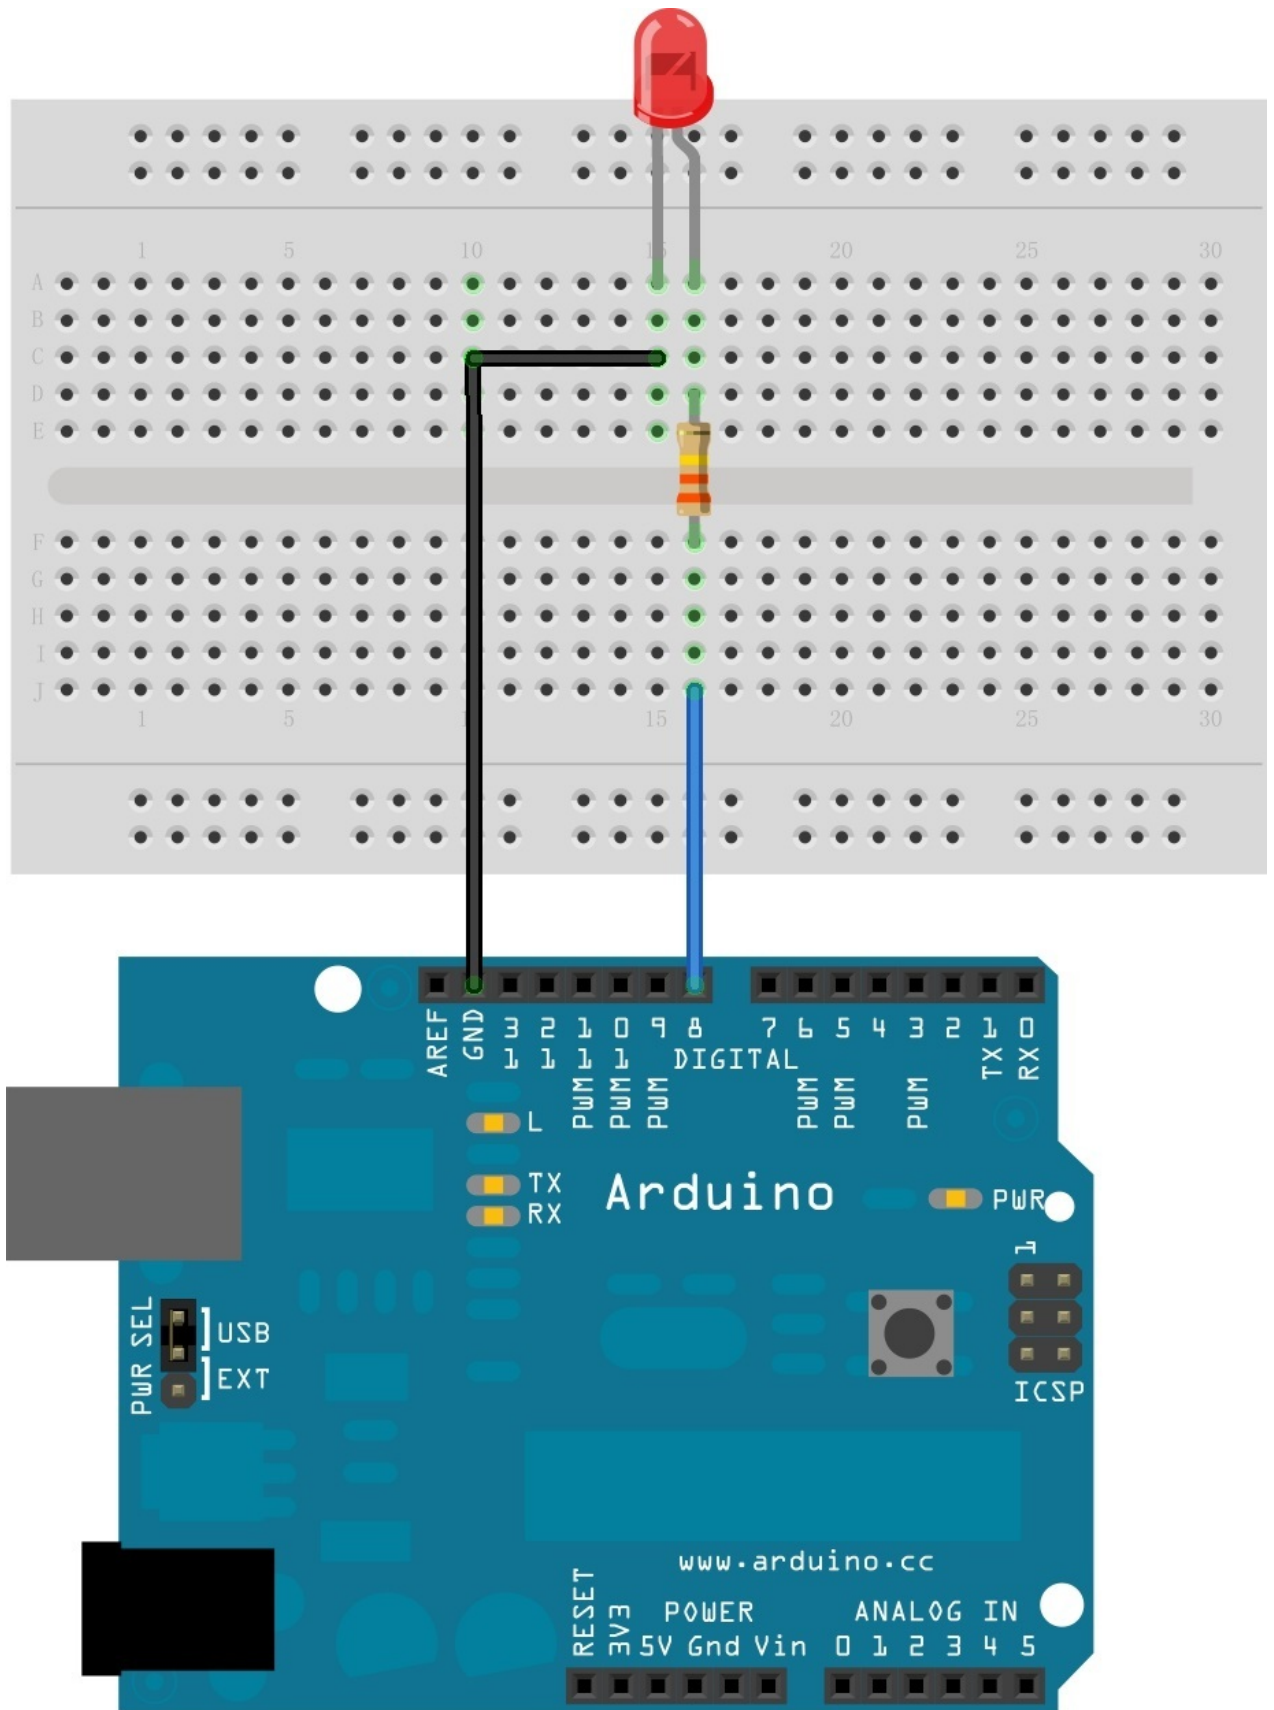 1 5 10 15 20 25 30
A
B
C
D
E
F
G
H
I
J
1 5 15 20 25 30
AREF
GND
13
12
PWM 11
PWM 10
PWM 9
8
7
PWM 6
PWM 5
4
PWM 3
2
TX 1
RX 0
DIGITAL
L
TX
RX
Arduino
PWR
1
ICSP
PWR SEL
USB
EXT
www.arduino.cc
RESET
3V3
POWER
5V Gnd Vin
ANALOG IN
0 1 2 3 4 5